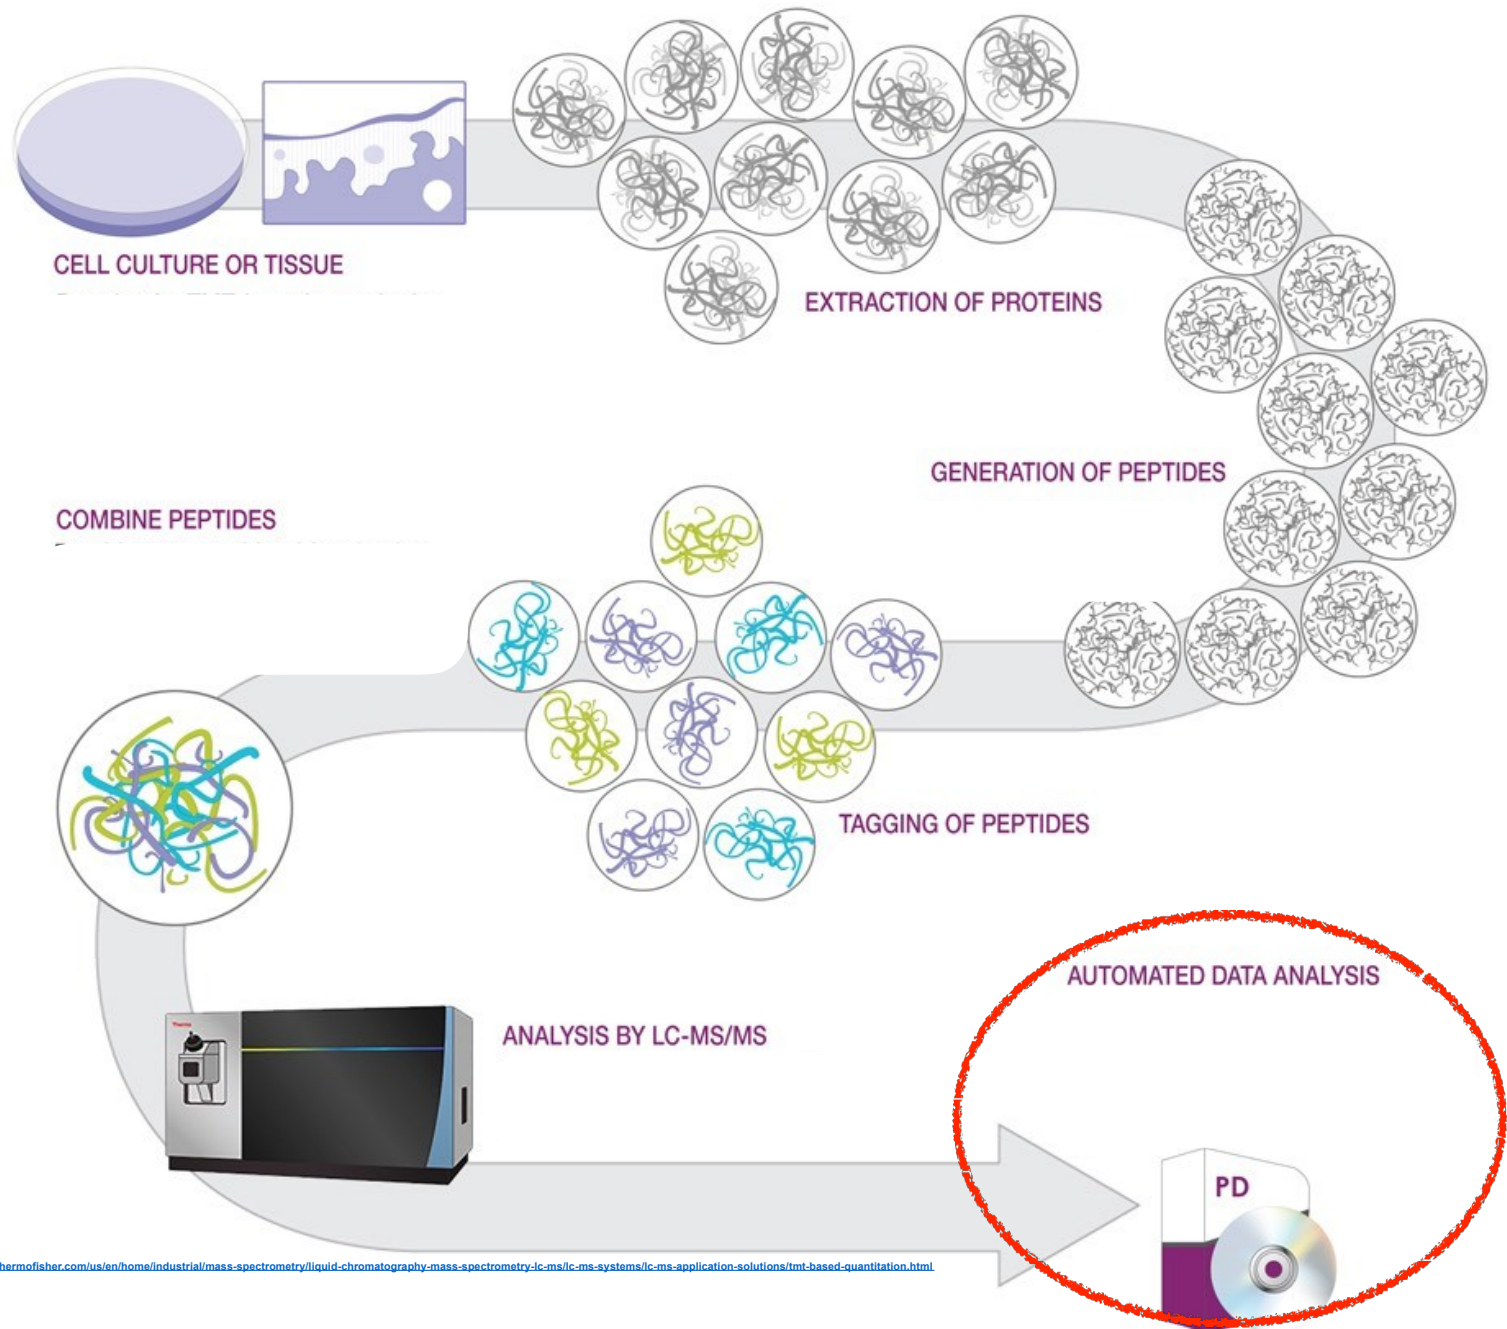 CELL CULTURE OR TISSUE
EXTRACTION OF PROTEINS
GENERATION OF PEPTIDES
COMBINE PEPTIDES
TAGGING OF PEPTIDES
AUTOMATED DATA ANALYSIS
Thermo
ANALYSIS BY LC-MS/MS
PD
hermofisher.com/us/en/home/industrial/mass-spectrometry/liquid-chromatography-mass-spectrometry-lc-ms/lc-ms-systems/lc-ms-application-solutions/tmt-based-quantitation.html